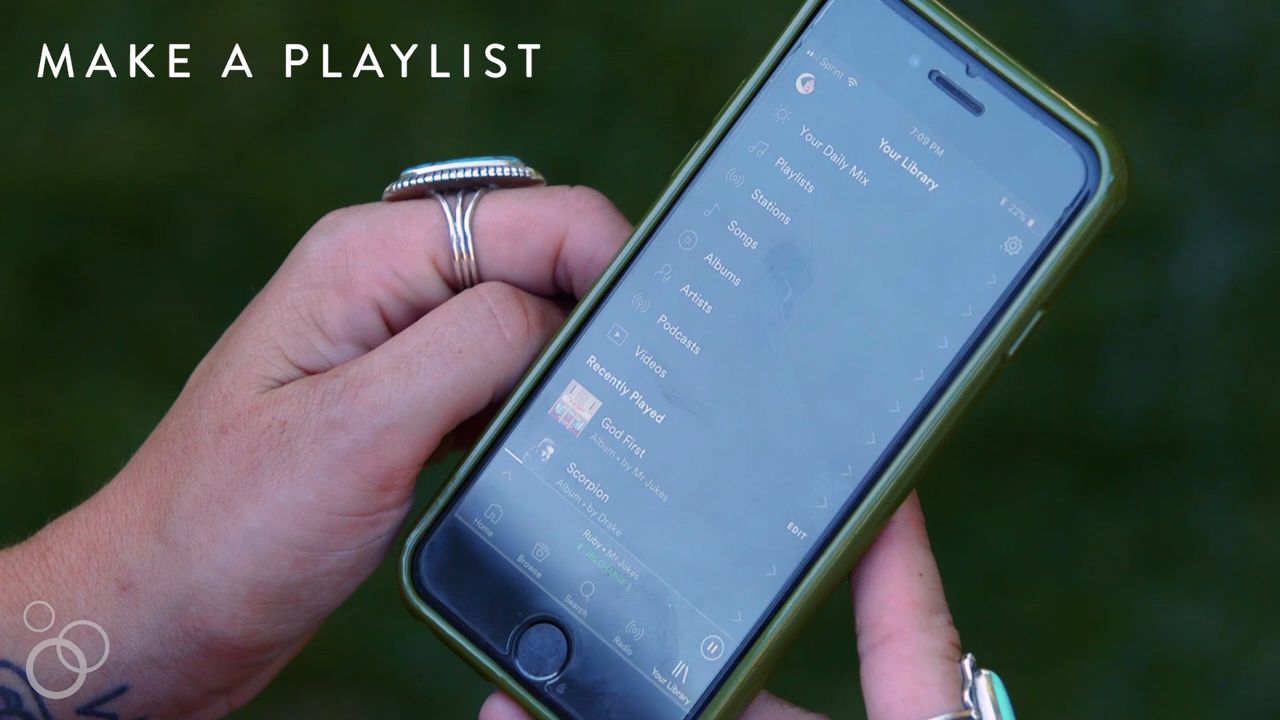 MAKE A PLAYLIST
Sprint
7:09 PM
22%
Your Library
Your Daily Mix
Playlists
Stations
Songs
Albums
Artists
Podcasts
Videos
Recently Played
EDIT
God First
Album • by Mr Jukes
Scorpion
Album • by Drake
Ruby • Mr Jukes
Home
Browse
Search
Radio
Your Library